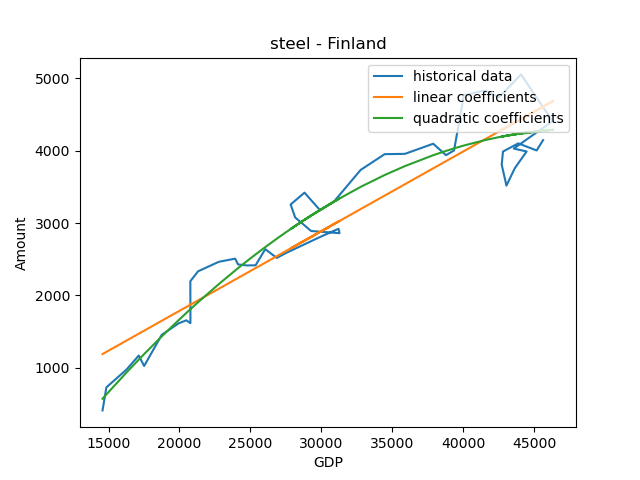 steel - Finland
historical data
linear coefficients
quadratic coefficients
5000
4000
3000
2000
1000
Amount
15000 20000 25000 30000 35000 40000 45000
GDP